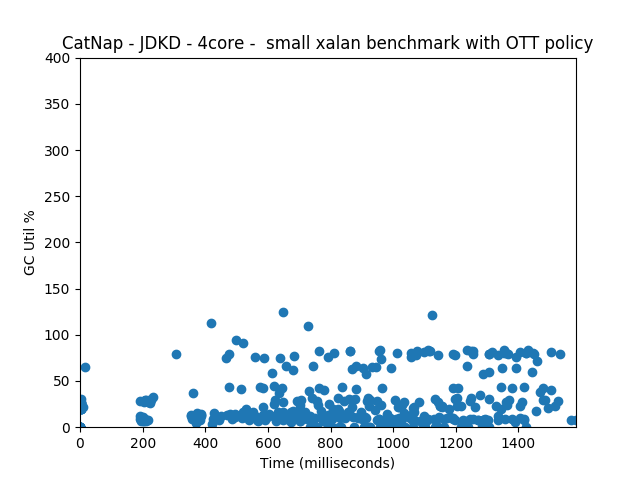 CatNap - JDKD - 4core -  small xalan benchmark with OTT policy
400
350
300
250
200
150
100
50
0
GC Util %
0 200 400 600 800 1000 1200 1400
Time (milliseconds)